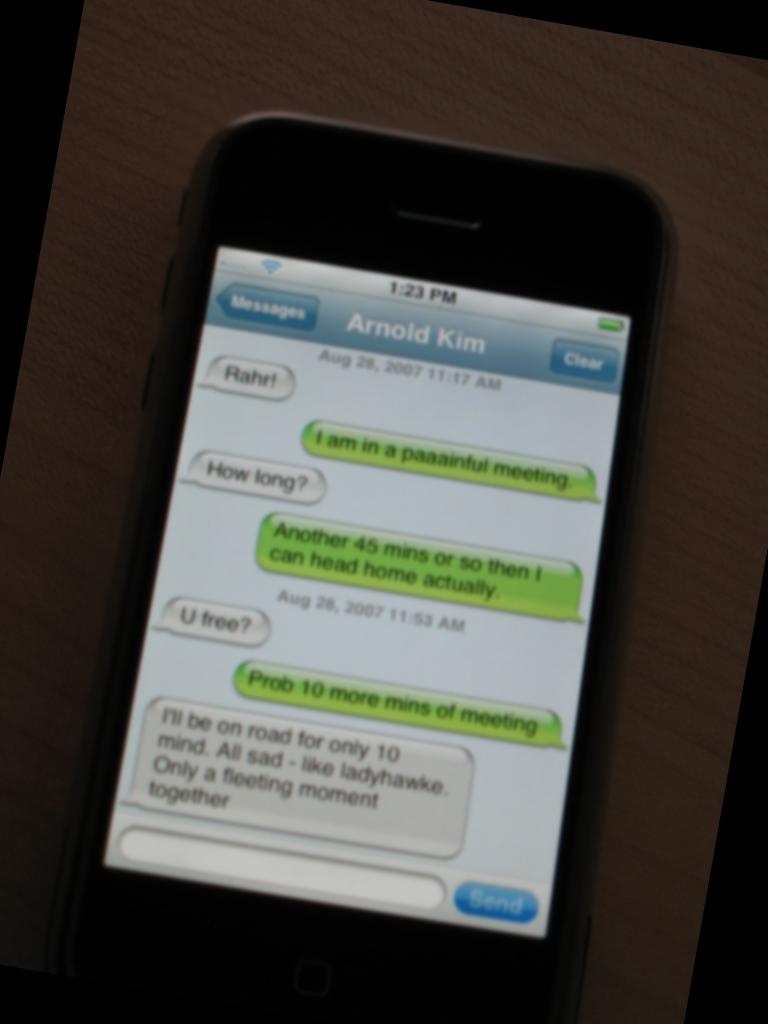 1:23 PM
Messages
Arnold Kim
Clear
Aug 28, 2007 11:17 AM
Rahr!
I am in a paaainful meeting.
How long?
Another 45 mins or so then I
can head home actually.
Aug 28, 2007 11:53 AM
U free?
Prob 10 more mins of meeting
I'll be on road for only 10
mind. All sad - like ladyhawke.
Only a fleeting moment
together
Send